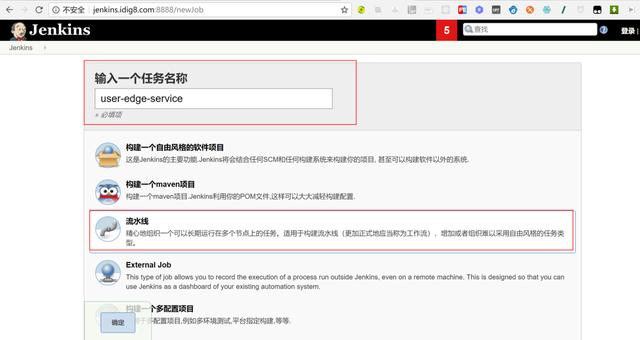 不安全 | jenkins.idig8.com:8888/newJob
Jenkins
5
查找
登录
Jenkins
输入一个任务名称
user-edge-service
» 必填项
构建一个自由风格的软件项目
这是Jenkins的主要功能.Jenkins将会结合任何SCM和任何构建系统来构建你的项目, 甚至可以构建软件以外的系统.
构建一个maven项目
构建一个maven项目.Jenkins利用你的POM文件,这样可以大大减轻构建配置.
流水线
精心地组织一个可以长期运行在多个节点上的任务。适用于构建流水线（更加正式地应当称为工作流），增加或者组织难以采用自由风格的任务类
型。
External Job
This type of job allows you to record the execution of a process run outside Jenkins, even on a remote machine. This is designed so that you can
use Jenkins as a dashboard of your existing automation system.
构建一个多配置项目
多配置项目,例如多环境测试,平台指定构建,等等.
确定